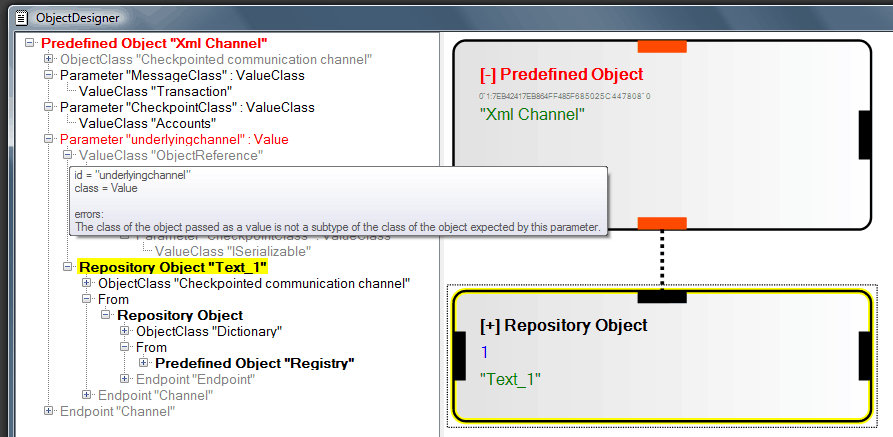 ObjectDesigner
Predefined Object "Xml Channel"
ObjectClass "Checkpointed communication channel"
Parameter "MessageClass" : ValueClass
ValueClass "Transaction"
Parameter "CheckpointClass" : ValueClass
ValueClass "Accounts"
Parameter "underlyingchannel" : Value
ValueClass "ObjectReference"
id = "underlyingchannel"
class = Value
errors:
The class of the object passed as a value is not a subtype of the class of the object expected by this parameter.
Parameter "CheckpointClass" : ValueClass
ValueClass "ISerializable"
Repository Object "Text_1"
ObjectClass "Checkpointed communication channel"
From
Repository Object
ObjectClass "Dictionary"
From
Predefined Object "Registry"
Endpoint "Endpoint"
Endpoint "Channel"
Endpoint "Channel"
[-] Predefined Object
"Xml Channel"
[+] Repository Object
1
"Text_1"